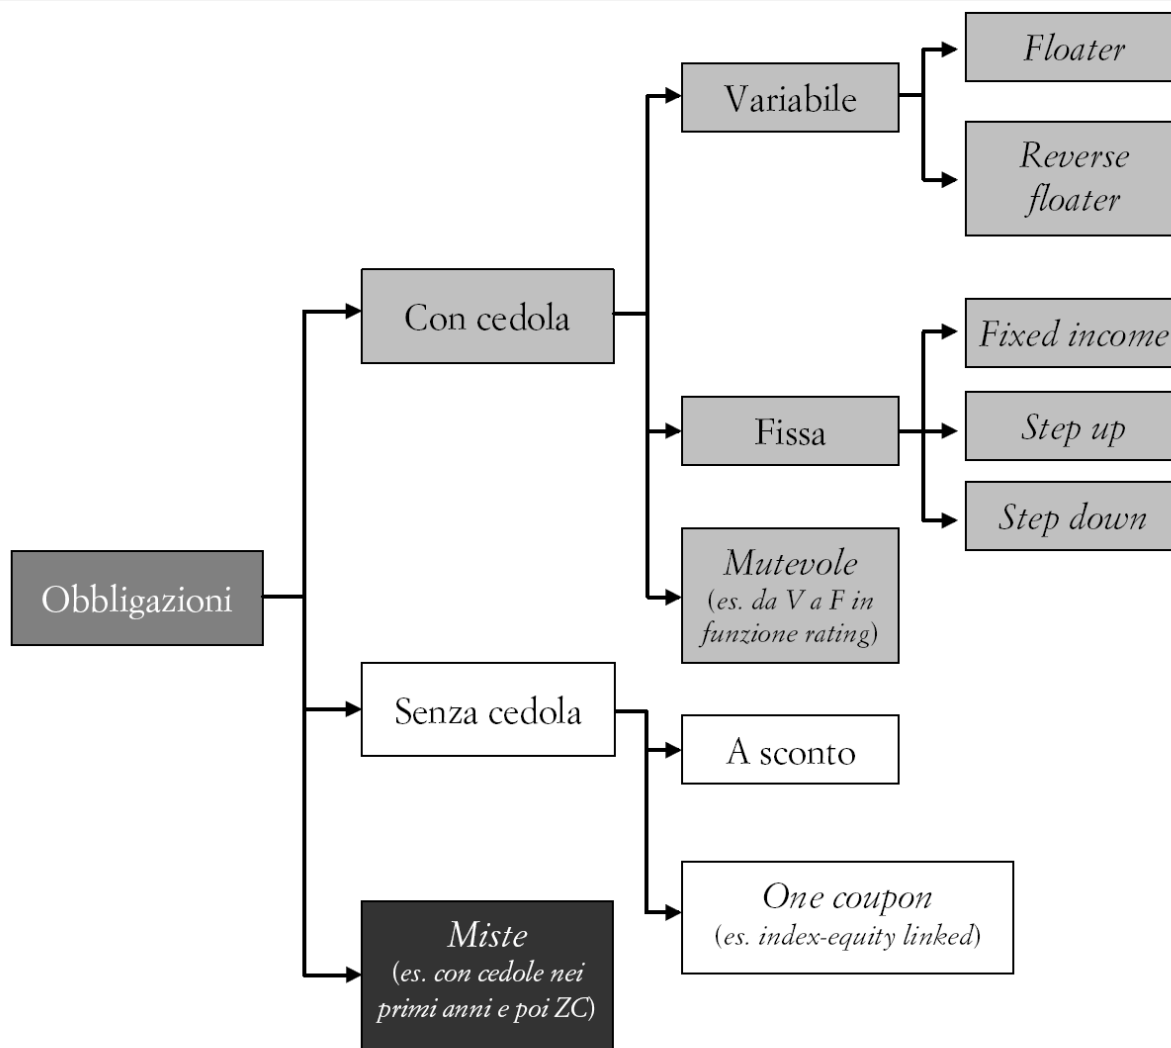 Floater
Variabile
Reverse
floater
Con cedola
Fixed income
Step up
Fissa
Step down
Mutevole
(es. da V a F in
funzione rating)
Obbligazioni
Senza cedola
A sconto
One coupon
(es. index-equity linked)
Miste
(es. con cedole nei
primi anni e poi ZC)